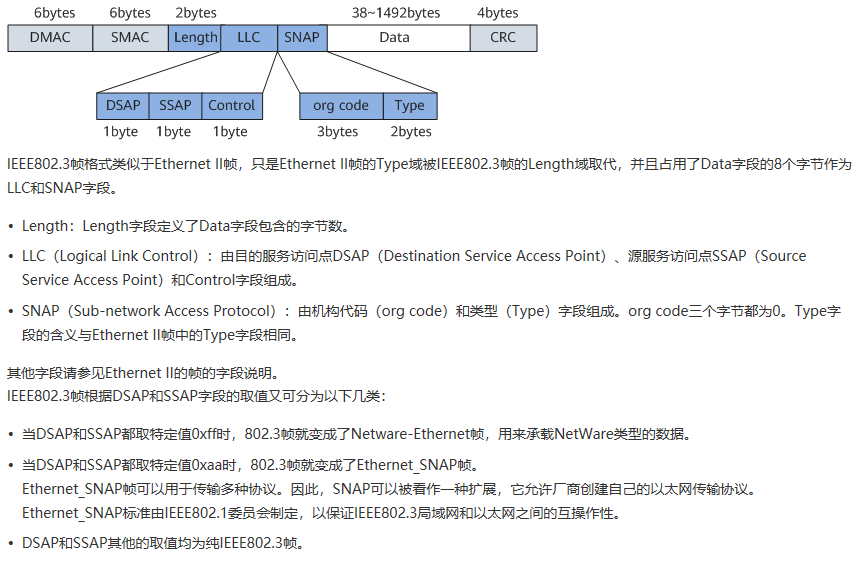 6bytes 6bytes 2bytes 38~1492bytes 4bytes
DMAC SMAC Length LLC SNAP Data CRC
DSAP SSAP Control org code Type
1byte 1byte 1byte 3bytes 2bytes
IEEE802.3帧格式类似于Ethernet II帧，只是Ethernet II帧的Type域被IEEE802.3帧的Length域取代，并且占用了Data字段的8个字节作为
LLC和SNAP字段。
• Length：Length字段定义了Data字段包含的字节数。
• LLC（Logical Link Control）：由目的服务访问点DSAP（Destination Service Access Point）、源服务访问点SSAP（Source
Service Access Point）和Control字段组成。
• SNAP（Sub-network Access Protocol）：由机构代码（org code）和类型（Type）字段组成。org code三个字节都为0。Type字
段的含义与Ethernet II帧中的Type字段相同。
其他字段请参见Ethernet II的帧的字段说明。
IEEE802.3帧根据DSAP和SSAP字段的取值又可分为以下几类：
• 当DSAP和SSAP都取特定值0xff时，802.3帧就变成了Netware-Ethernet帧，用来承载NetWare类型的数据。
• 当DSAP和SSAP都取特定值0xaa时，802.3帧就变成了Ethernet_SNAP帧。
Ethernet_SNAP帧可以用于传输多种协议。因此，SNAP可以被看作一种扩展，它允许厂商创建自己的以太网传输协议。
Ethernet_SNAP标准由IEEE802.1委员会制定，以保证IEEE802.3局域网和以太网之间的互操作性。
• DSAP和SSAP其他的取值均为纯IEEE802.3帧。